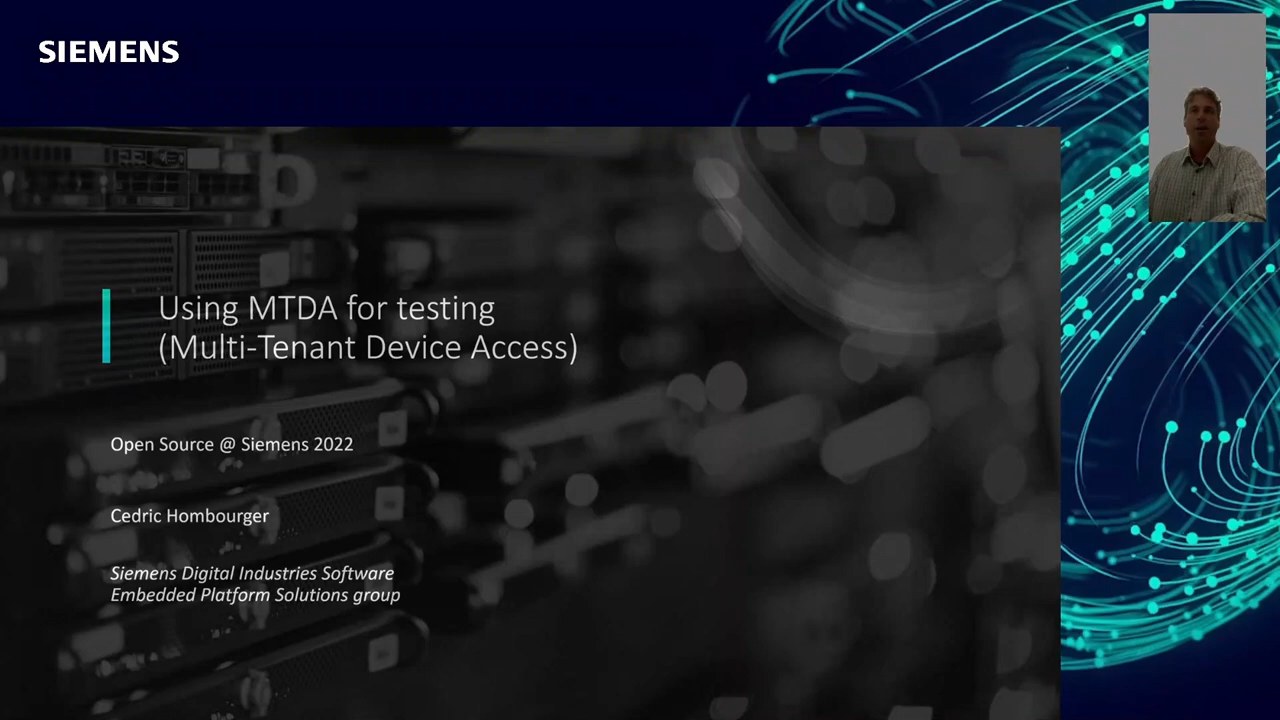 SIEMENS
Using MTDA for testing
(Multi-Tenant Device Access)
Open Source @ Siemens 2022
Cedric Hombourger
Siemens Digital Industries Software
Embedded Platform Solutions group